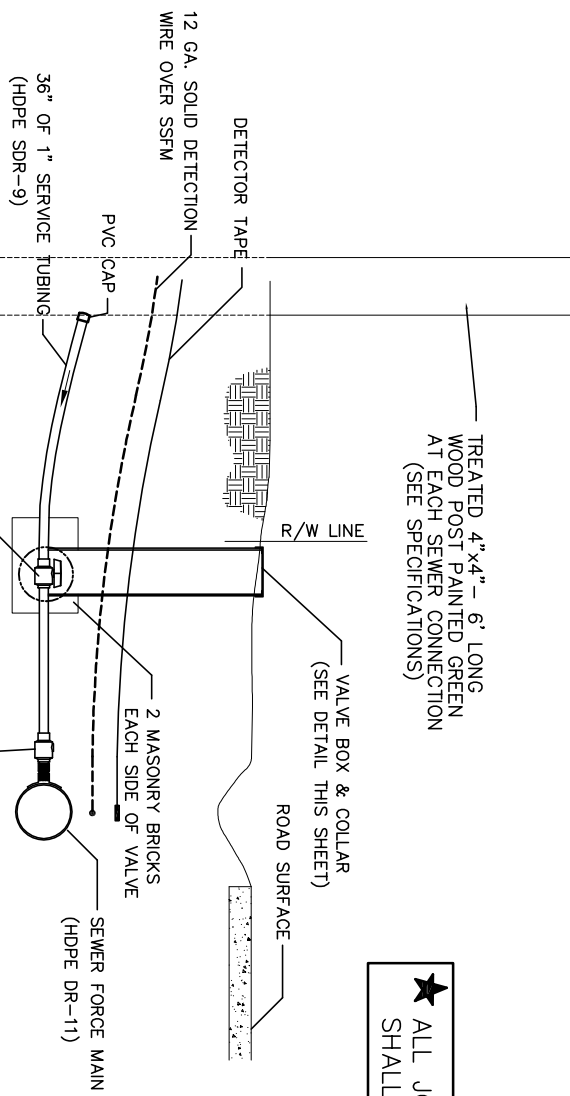 TREATED 4"x4"- 6' LONG
WOOD POST PAINTED GREEN
AT EACH SEWER CONNECTION
(SEE SPECIFICATIONS)
ALL
SHALL
12 GA. SOLID DETECTION
WIRE OVER SSFM
DETECTOR TAPE
PVC CAP
36" OF 1" SERVICE TUBING
(HDPE SDR-9)
R/W LINE
VALVE BOX & COLLAR
(SEE DETAIL THIS SHEET)
ROAD SURFACE
2 MASONRY BRICKS
EACH SIDE OF VALVE
SEWER FORCE MAIN
(HDPE DR-11)